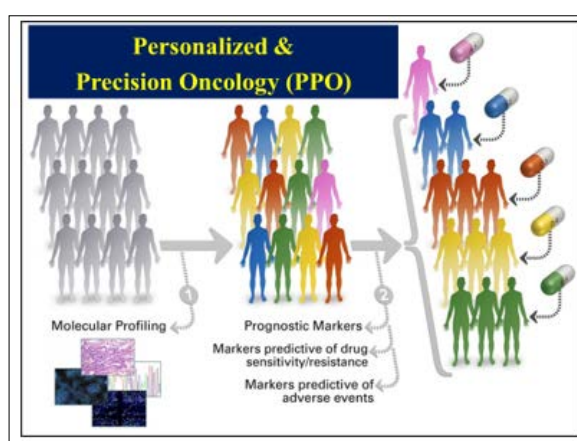 Personalized &
Precision Oncology (PPO)
1
Molecular Profiling
2
Prognostic Markers
Markers predictive of drug
sensitivity/resistance
Markers predictive of
adverse events